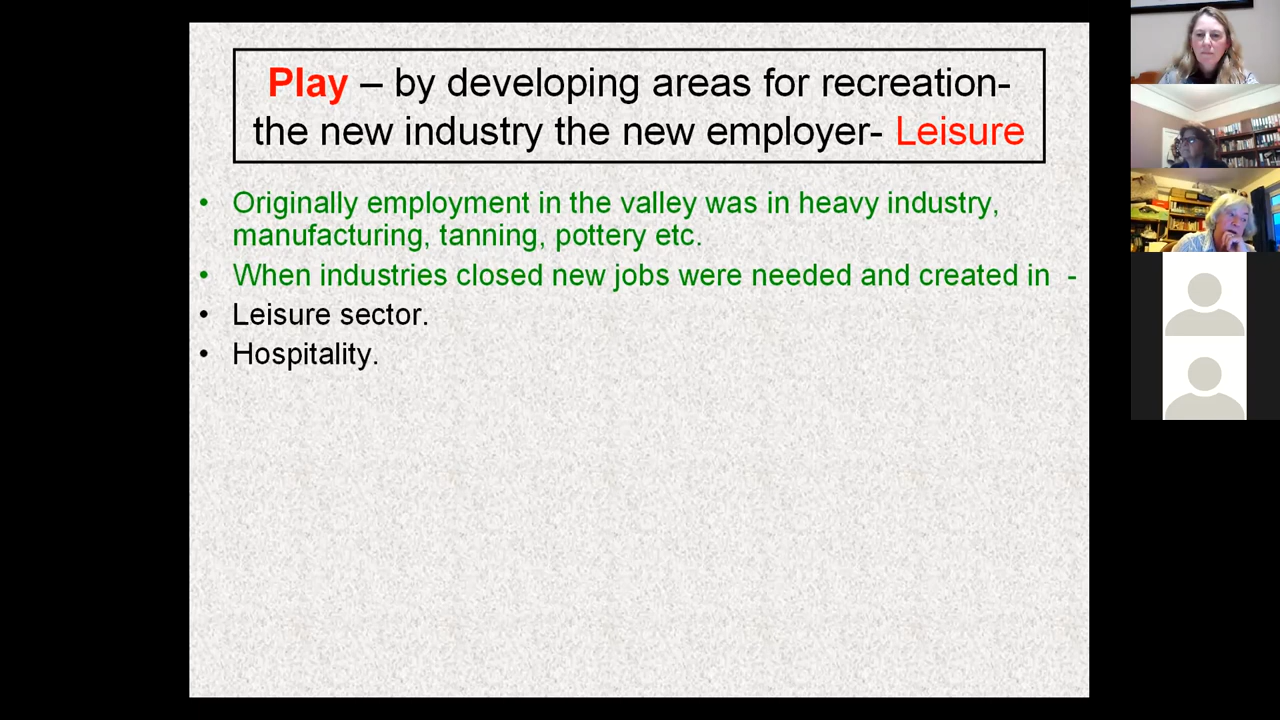 Play – by developing areas for recreation-
the new industry the new employer- Leisure
• Originally employment in the valley was in heavy industry,
manufacturing, tanning, pottery etc.
• When industries closed new jobs were needed and created in -
• Leisure sector.
• Hospitality.